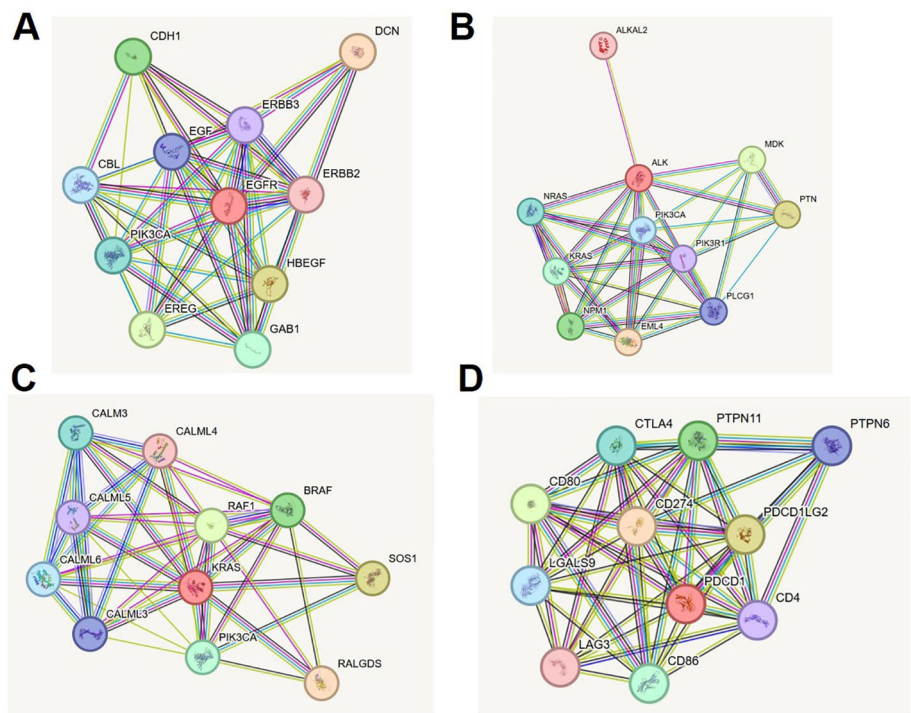 A
CDH1
DCN
ERBB3
EGF
CBL
EGFR
ERBB2
PIK3CA
HBEGF
EREG
GAB1
B
ALKAL2
MDK
ALK
NRAS
PTN
PIK3CA
PIK3R1
KRAS
PLCG1
NPM1
EML4
C
CALM3
CALML4
BRAF
CALML5
RAF1
SOS1
CALML6
KRAS
CALML3
PIK3CA
RALGDS
D
CTLA4
PTPN11
PTPN6
CD80
CD274
PDCD1LG2
LGALS9
PDCD1
CD4
LAG3
CD86